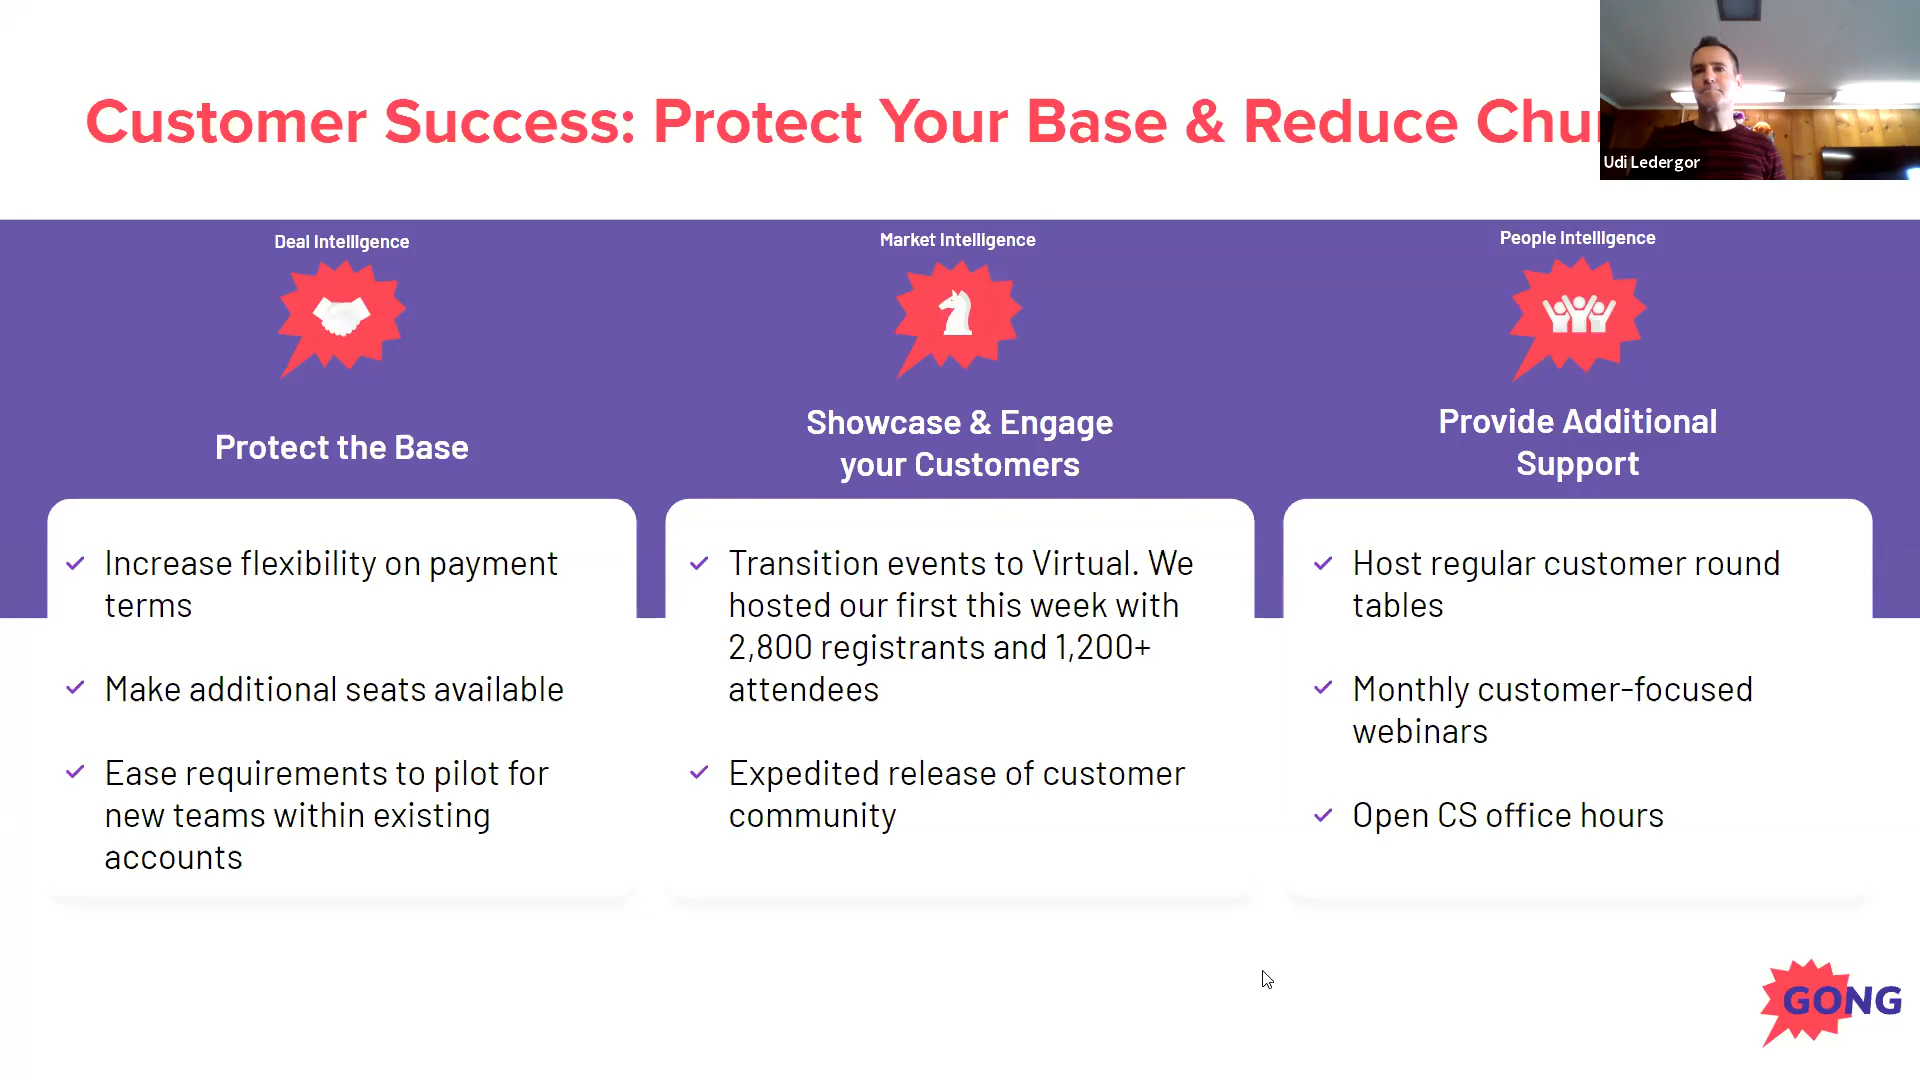 Customer Success: Protect Your Base & Reduce
Udi Ledergor
Deal Intelligence
Protect the Base
Increase flexibility on payment
terms
Make additional seats available
Ease requirements to pilot for
new teams within existing
accounts
Market Intelligence
Showcase & Engage
your Customers
Transition events to Virtual. We
hosted our first this week with
2,800 registrants and 1,200+
attendees
Expedited release of customer
community
People Intelligence
Provide Additional
Support
Host regular customer round
tables
Monthly customer-focused
webinars
Open CS office hours
GONG